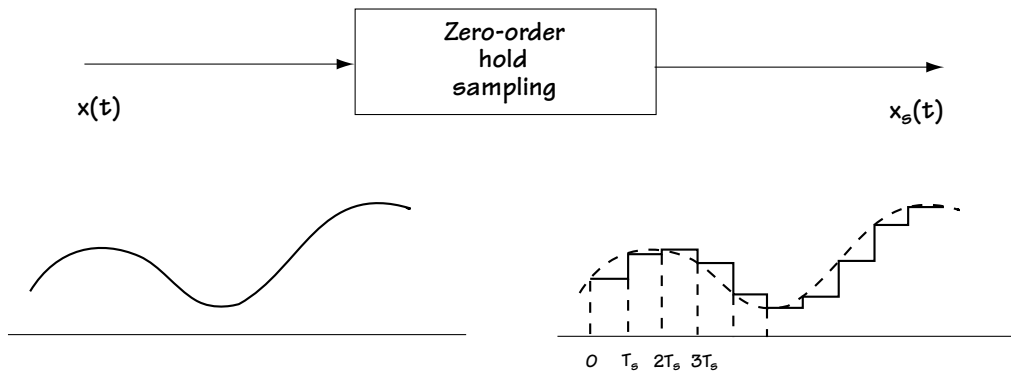 Zero-order
hold
sampling
x(t)
xₛ(t)
0 Tₛ 2Tₛ 3Tₛ